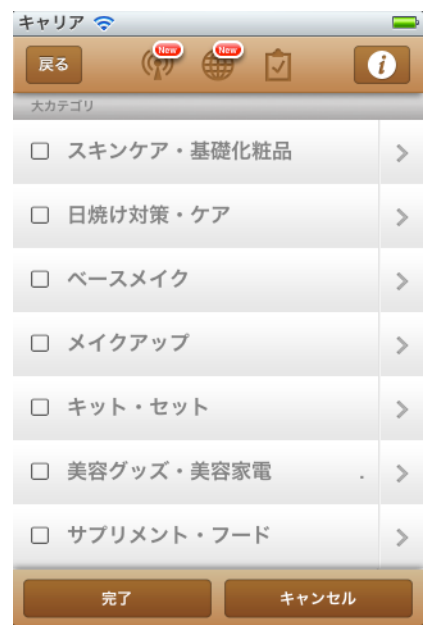 キャリア
戻る New New
大カテゴリ
スキンケア・基礎化粧品
日焼け対策・ケア
ベースメイク
メイクアップ
キット・セット
美容グッズ・美容家電
サプリメント・フード
完了 キャンセル